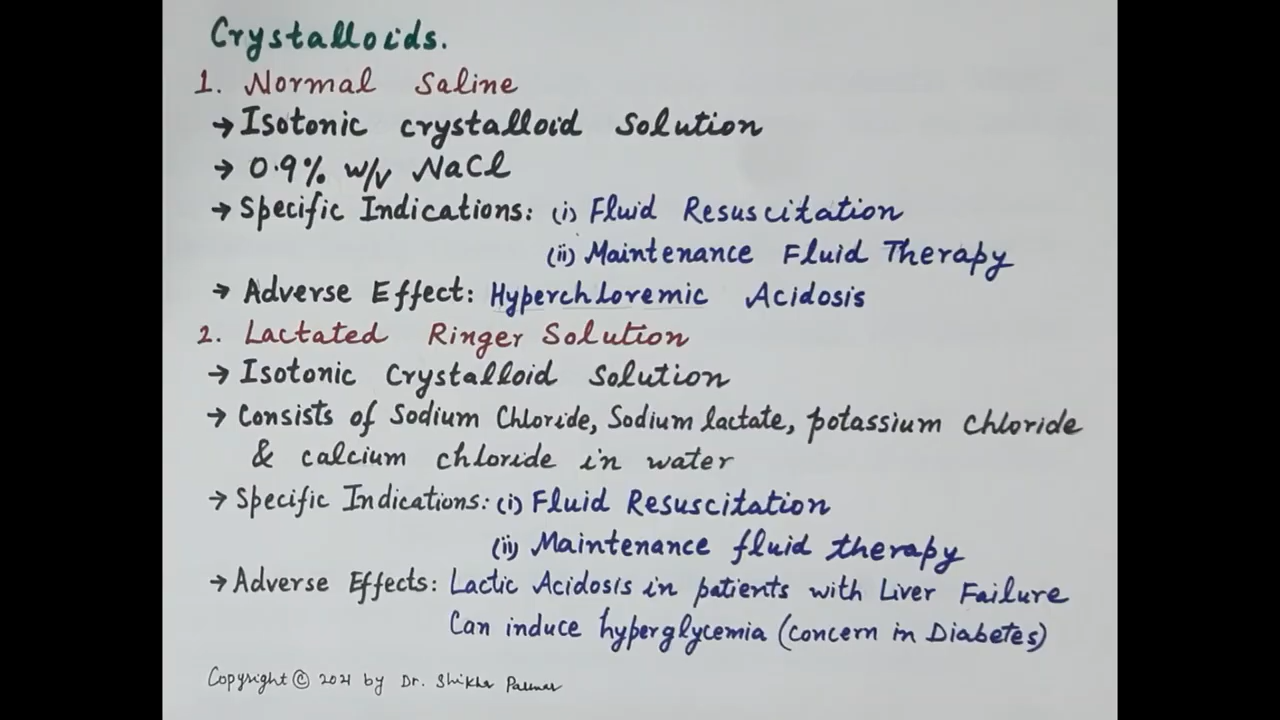 Crystalloids.
1. Normal Saline
→ Isotonic crystalloid Solution
→ 0.9% w/v NaCl
→ Specific Indications: (i) Fluid Resuscitation
(ii) Maintenance Fluid Therapy
→ Adverse Effect: Hyperchloremic Acidosis
2. Lactated Ringer Solution
→ Isotonic Crystalloid Solution
→ Consists of Sodium Chloride, Sodium lactate, potassium chloride
& calcium chloride in water
→ Specific Indications: (i) Fluid Resuscitation
(ii) Maintenance fluid therapy
→ Adverse Effects: Lactic Acidosis in patients with Liver Failure
Can induce hyperglycemia (concern in Diabetes)
Copyright © 2021 by Dr. Shikha Parmar